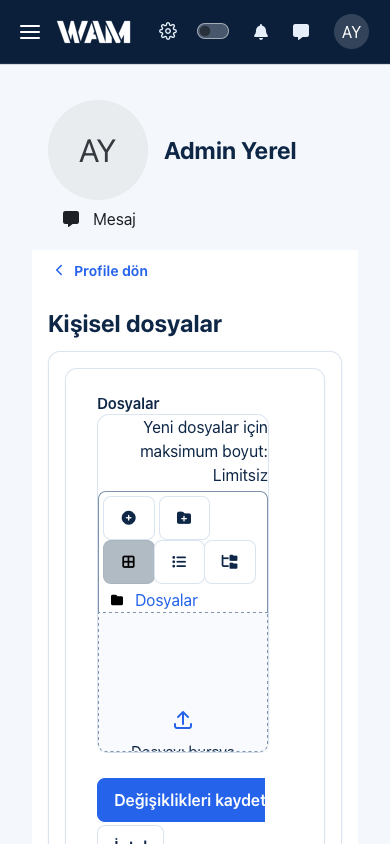 WAM
AY
AY
Admin Yerel
Mesaj
Profile dön
Kişisel dosyalar
Dosyalar
Yeni dosyalar için
maksimum boyut:
Limitsiz
Dosyalar
Değişiklikleri kaydet